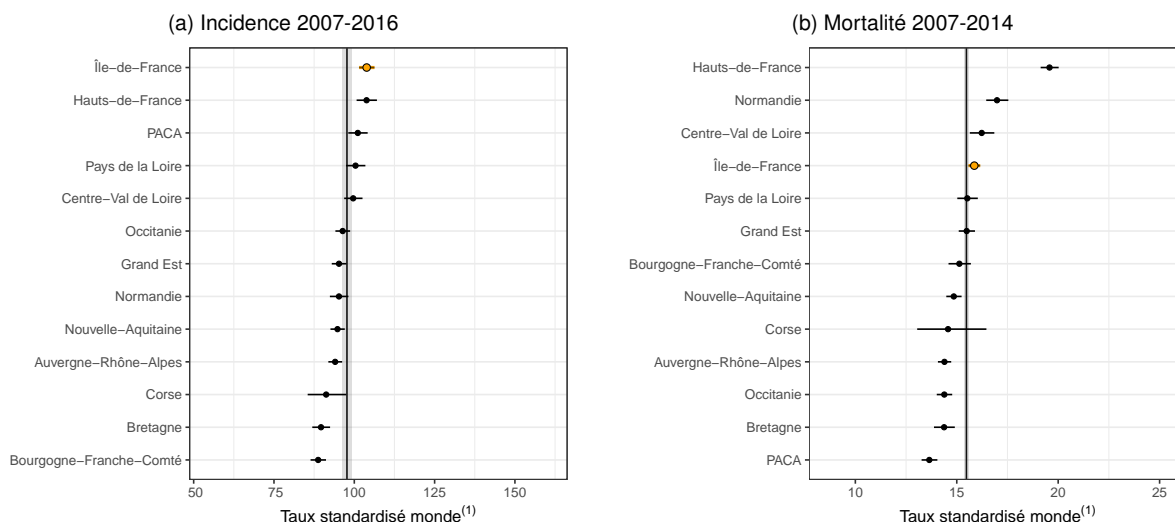 (a) Incidence 2007-2016
Île−de−France
Hauts−de−France
PACA
Pays de la Loire
Centre−Val de Loire
Occitanie
Grand Est
Normandie
Nouvelle−Aquitaine
Auvergne−Rhône−Alpes
Corse
Bretagne
Bourgogne−Franche−Comté
50 75 100 125 150
Taux standardisé monde(1)
(b) Mortalité 2007-2014
Hauts−de−France
Normandie
Centre−Val de Loire
Île−de−France
Pays de la Loire
Grand Est
Bourgogne−Franche−Comté
Nouvelle−Aquitaine
Corse
Auvergne−Rhône−Alpes
Occitanie
Bretagne
PACA
10 15 20 25
Taux standardisé monde(1)